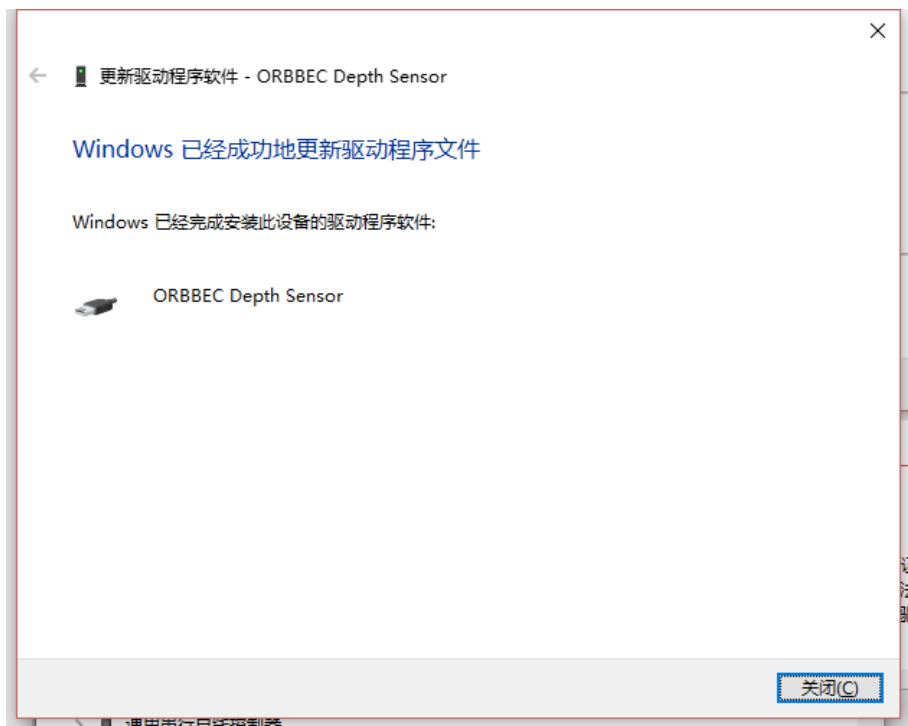 更新驱动程序软件 - ORBBEC Depth Sensor
Windows 已经成功地更新驱动程序文件
Windows 已经完成安装此设备的驱动程序软件:
ORBBEC Depth Sensor
关闭(C)